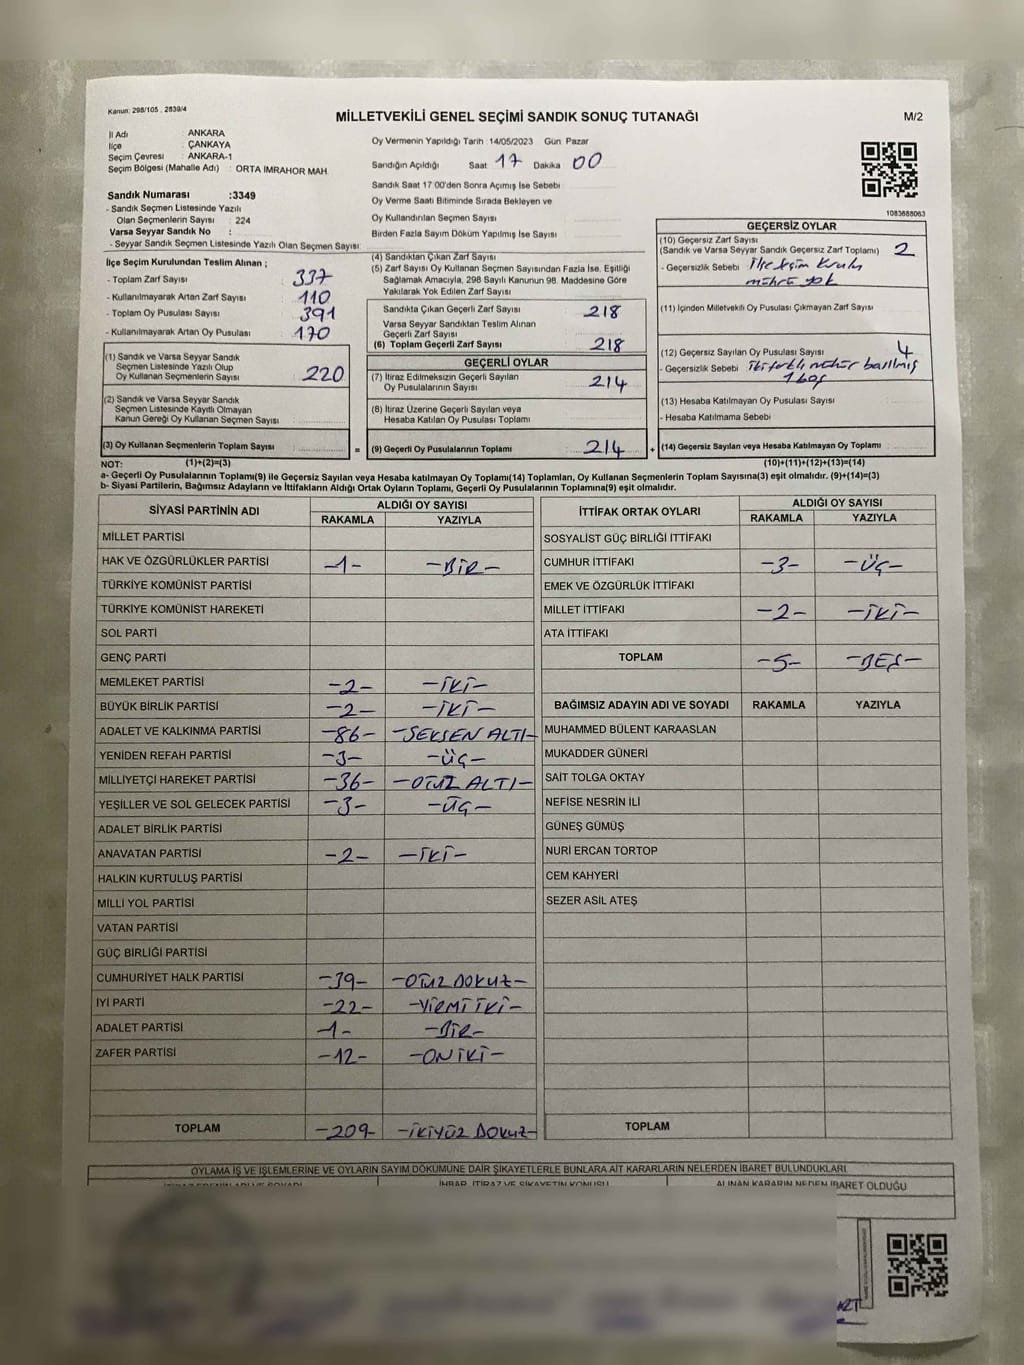 Kanun: 298/105 , 2839/4
MİLLETVEKİLİ GENEL SEÇİMİ SANDIK SONUÇ TUTANAĞI
M/2
İl Adı : ANKARA
İlçe : ÇANKAYA
Seçim Çevresi : ANKARA-1
Seçim Bölgesi (Mahalle Adı) : ORTA İMRAHOR MAH.
Oy Vermenin Yapıldığı Tarih :14/05/2023 Gün: Pazar
Sandığın Açıldığı Saat 17 Dakika 00
Sandık Saat 17:00'den Sonra Açımış İse Sebebi
Oy Verme Saati Bitiminde Sırada Bekleyen ve
Oy Kullandırılan Seçmen Sayısı
Birden Fazla Sayım Döküm Yapılmış İse Sayısı
1083688063
Sandık Numarası :3349
- Sandık Seçmen Listesinde Yazılı
Olan Seçmenlerin Sayısı : 224
Varsa Seyyar Sandık No :
- Seyyar Sandık Seçmen Listesinde Yazılı Olan Seçmen Sayısı:
İlçe Seçim Kurulundan Teslim Alınan ;
- Toplam Zarf Sayısı 337
- Kullanılmayarak Artan Zarf Sayısı 110
- Toplam Oy Pusulası Sayısı 391
- Kullanılmayarak Artan Oy Pusulası 170
(1) Sandık ve Varsa Seyyar Sandık
Seçmen Listesinde Yazılı Olup
Oy Kullanan Seçmenlerin Sayısı 220
(2) Sandık ve Varsa Seyyar Sandık
Seçmen Listesinde Kayıtlı Olmayan
Kanun Gereği Oy Kullanan Seçmen Sayısı
(3) Oy Kullanan Seçmenlerin Toplam Sayısı
(4) Sandıktan Çıkan Zarf Sayısı
(5) Zarf Sayısı Oy Kullanan Seçmen Sayısından Fazla İse, Eşitliği
Sağlamak Amacıyla, 298 Sayılı Kanunun 98. Maddesine Göre
Yakılarak Yok Edilen Zarf Sayısı
Sandıkta Çıkan Geçerli Zarf Sayısı 218
Varsa Seyyar Sandıktan Teslim Alınan
Geçerli Zarf Sayısı
(6) Toplam Geçerli Zarf Sayısı 218
GEÇERLİ OYLAR
(7) İtiraz Edilmeksizin Geçerli Sayılan
Oy Pusulalarının Sayısı 214
(8) İtiraz Üzerine Geçerli Sayılan veya
Hesaba Katılan Oy Pusulaları Toplamı
= (9) Geçerli Oy Pusulalarının Toplamı 214 +
GEÇERSİZ OYLAR
(10) Geçersiz Zarf Sayısı
(Sandık ve Varsa Seyyar Sandık Geçersiz Zarf Toplamı) 2
- Geçersizlik Sebebi İlçe Seçim Kurulu
mührü yok
(11) İçinden Milletvekili Oy Pusulası Çıkmayan Zarf Sayısı
(12) Geçersiz Sayılan Oy Pusulası Sayısı 4
- Geçersizlik Sebebi İki farklı mühür basılmış
1 boş
(13) Hesaba Katılmayan Oy Pusulası Sayısı
- Hesaba Katılmama Sebebi
(14) Geçersiz Sayılan veya Hesaba Katılmayan Oy Toplamı
NOT: (1)+(2)=(3) (10)+(11)+(12)+(13)=(14)
a- Geçerli Oy Pusulalarının Toplamı(9) ile Geçersiz Sayılan veya Hesaba katılmayan Oy Toplamı(14) Toplamları, Oy Kullanan Seçmenlerin Toplam Sayısına(3) eşit olmalıdır. (9)+(14)=(3)
b- Siyasi Partilerin, Bağımsız Adayların ve İttifakların Aldığı Ortak Oyların Toplamı, Geçerli Oy Pusulalarının Toplamına(9) eşit olmalıdır.
SİYASİ PARTİNİN ADI ALDIĞI OY SAYISI
RAKAMLA YAZIYLA
MİLLET PARTİSİ
HAK VE ÖZGÜRLÜKLER PARTİSİ -1- -BİR-
TÜRKİYE KOMÜNİST PARTİSİ
TÜRKİYE KOMÜNİST HAREKETİ
SOL PARTİ
GENÇ PARTİ
MEMLEKET PARTİSİ -2- -İKİ-
BÜYÜK BİRLİK PARTİSİ -2- -İKİ-
ADALET VE KALKINMA PARTİSİ -86- -SEKSEN ALTI-
YENİDEN REFAH PARTİSİ -3- -ÜÇ-
MİLLİYETÇİ HAREKET PARTİSİ -36- -OTUZ ALTI-
YEŞİLLER VE SOL GELECEK PARTİSİ -3- -ÜÇ-
ADALET BİRLİK PARTİSİ
ANAVATAN PARTİSİ -2- -İKİ-
HALKIN KURTULUŞ PARTİSİ
MİLLİ YOL PARTİSİ
VATAN PARTİSİ
GÜÇ BİRLİĞİ PARTİSİ
CUMHURİYET HALK PARTİSİ -39- -OTUZ DOKUZ-
İYİ PARTİ -22- -YİRMİ İKİ-
ADALET PARTİSİ -1- -BİR-
ZAFER PARTİSİ -12- -ON İKİ-
TOPLAM -209- -İKİYÜZ DOKUZ-
İTTİFAK ORTAK OYLARI ALDIĞI OY SAYISI
RAKAMLA YAZIYLA
SOSYALİST GÜÇ BİRLİĞİ İTTİFAKI
CUMHUR İTTİFAKI -3- -ÜÇ-
EMEK VE ÖZGÜRLÜK İTTİFAKI
MİLLET İTTİFAKI -2- -İKİ-
ATA İTTİFAKI
TOPLAM -5- -BEŞ-
BAĞIMSIZ ADAYIN ADI VE SOYADI RAKAMLA YAZIYLA
MUHAMMED BÜLENT KARAASLAN
MUKADDER GÜNERİ
SAİT TOLGA OKTAY
NEFİSE NESRİN İLİ
GÜNEŞ GÜMÜŞ
NURİ ERCAN TORTOP
CEM KAHYERİ
SEZER ASİL ATEŞ
TOPLAM
OYLAMA İŞ VE İŞLEMLERİNE VE OYLARIN SAYIM DÖKÜMÜNE DAİR ŞİKAYETLERLE BUNLARA AİT KARARLARIN NELERDEN İBARET BULUNDUKLARI
İHBAR, İTİRAZ VE ŞİKAYETİN KONUSU ALINAN KARARIN NEDEN İBARET OLDUĞU